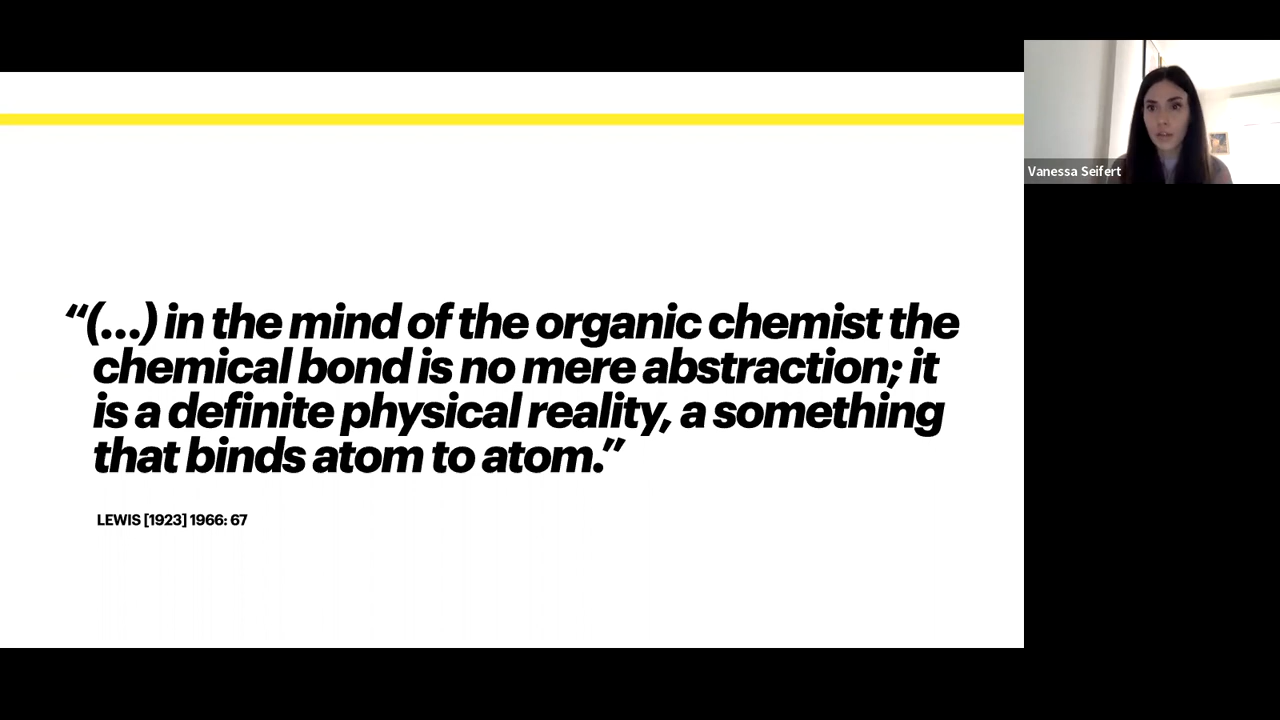 “(...) in the mind of the organic chemist the
chemical bond is no mere abstraction; it
is a definite physical reality, a something
that binds atom to atom.”
LEWIS [1923] 1966: 67
Vanessa Seifert